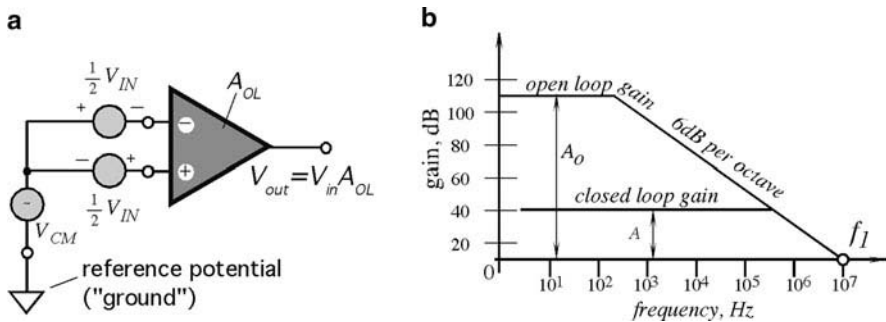 a
½ V_IN
+ −
A_OL
−
− +
+
V_out=V_in A_OL
½ V_IN
-
V_CM
reference potential
("ground")
b
gain, dB
120
100
80
60
40
20
0
open loop gain
6dB per octave
A_o
closed loop gain
A
f_1
10^1 10^2 10^3 10^4 10^5 10^6 10^7
frequency, Hz